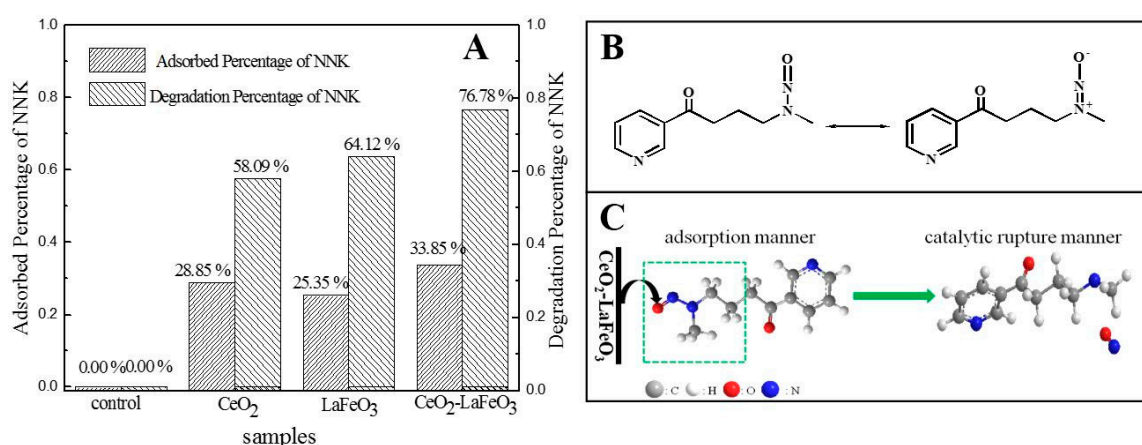 A
Adsorbed Percentage of NNK
Degradation Percentage of NNK
Adsorbed Percentage of NNK
Degradation Percentage of NNK
1.0
0.8
0.6
0.4
0.2
0.0
1.0
0.8
0.6
0.4
0.2
0.0
0.00 % 0.00 %
28.85 %
58.09 %
25.35 %
64.12 %
33.85 %
76.78 %
control CeO₂ LaFeO₃ CeO₂-LaFeO₃
samples
B
O
O
N
N
N
O⁻
O
N
N⁺
N
C
adsorption manner
catalytic rupture manner
CeO₂-LaFeO₃
: C : H : O : N